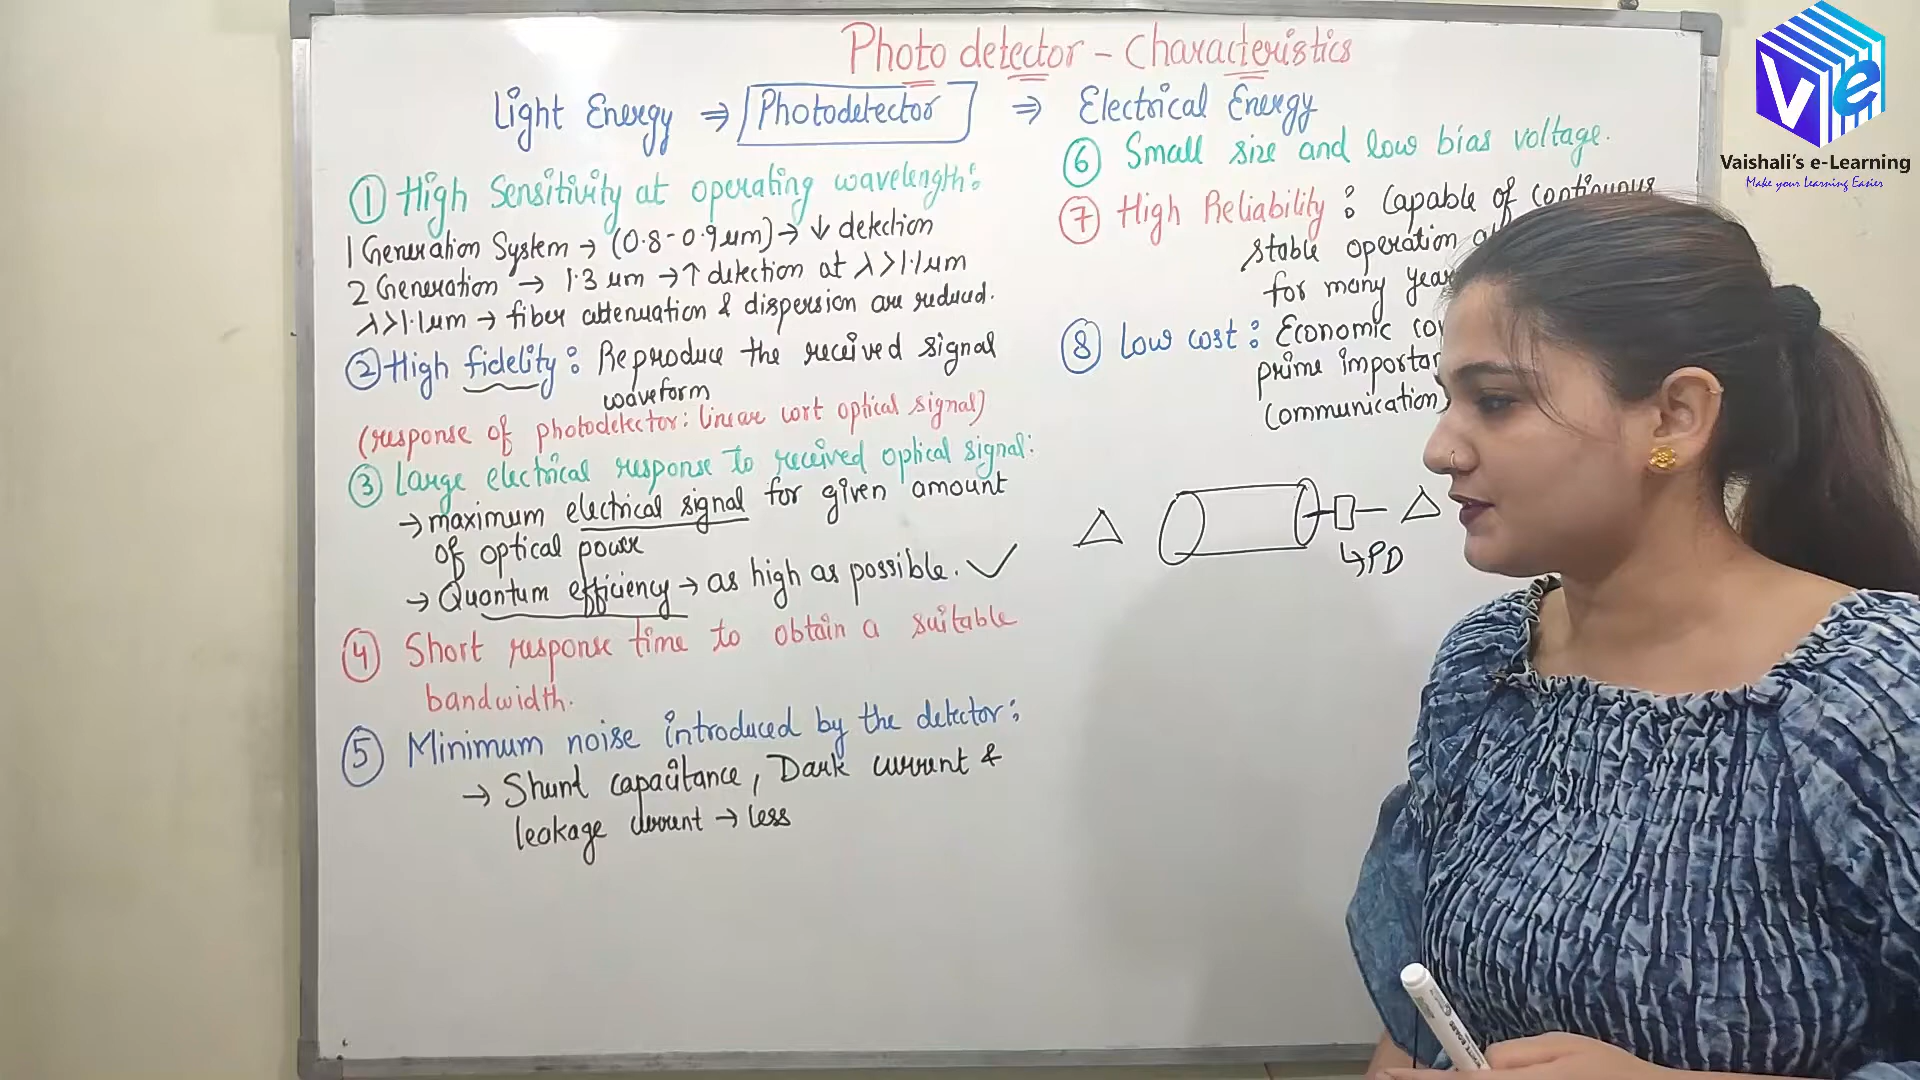 Photo detector - Characteristics
Light Energy ⇒ Photodetector ⇒ Electrical Energy
① High Sensitivity at operating wavelength:
1 Generation System → (0.8-0.9 um) → ↓ detection
2 Generation → 1.3 um → ↑ detection at λ>1.1um
λ>1.1um → fiber attenuation & dispersion are reduced.
② High fidelity: Reproduce the received signal
waveform
(response of photodetector: linear wrt optical signal)
③ Large electrical response to received optical signal:
→ maximum electrical signal for given amount
of optical power
→ Quantum efficiency → as high as possible. ✓
④ Short response time to obtain a suitable
bandwidth.
⑤ Minimum noise introduced by the detector:
→ Shunt capacitance, Dark current &
leakage current → less
⑥ Small size and low bias voltage.
⑦ High Reliability: Capable of continuous
stable operation
for many
⑧ Low cost: Economic
prime
Communication
↳PD
Ve
Vaishali's e-Learning
Make your Learning Easier
WHITE BOARD